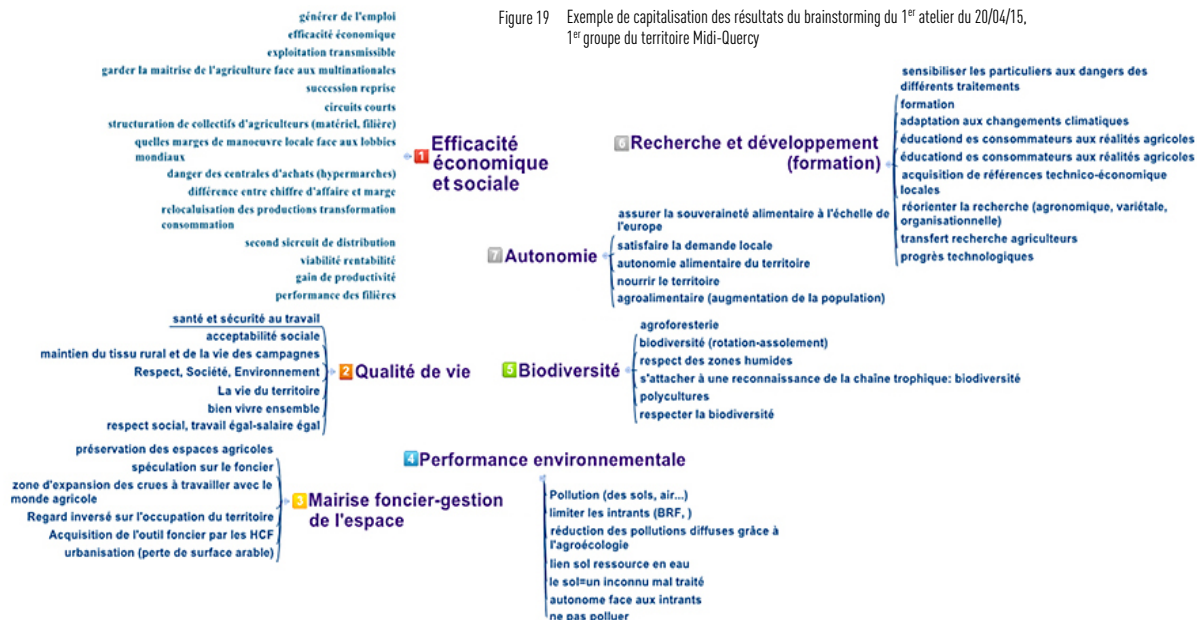 Figure 19 Exemple de capitalisation des résultats du brainstorming du 1er atelier du 20/04/15,
1er groupe du territoire Midi-Quercy
générer de l'emploi
efficacité économique
exploitation transmissible
garder la maitrise de l'agriculture face aux multinationales
succession reprise
circuits courts
structuration de collectifs d'agriculteurs (matériel, filière)
quelles marges de manoeuvre locale face aux lobbies
mondiaux
danger des centrales d'achats (hypermarches)
différence entre chiffre d'affaire et marge
relocaluisation des productions transformation
consommation
second sicrcuit de distribution
viabilité rentabilité
gain de productivité
performance des filières
1 Efficacité
économique
et sociale
santé et sécurité au travail
acceptabilité sociale
maintien du tissu rural et de la vie des campagnes
Respect, Société, Environnement
La vie du territoire
bien vivre ensemble
respect social, travail égal-salaire égal
2 Qualité de vie
préservation des espaces agricoles
spéculation sur le foncier
zone d'expansion des crues à travailler avec le
monde agricole
Regard inversé sur l'occupation du territoire
Acquisition de l'outil foncier par les HCF
urbanisation (perte de surface arable)
3 Mairise foncier-gestion
de l'espace
4 Performance environnementale
Pollution (des sols, air...)
limiter les intrants (BRF, )
réduction des pollutions diffuses grâce à
l'agroécologie
lien sol ressource en eau
le sol=un inconnu mal traité
autonome face aux intrants
ne pas polluer
5 Biodiversité
agroforesterie
biodiversité (rotation-assolement)
respect des zones humides
s'attacher à une reconnaissance de la chaîne trophique: biodiversité
polycultures
respecter la biodiversité
6 Recherche et développement
(formation)
sensibiliser les particuliers aux dangers des
différents traitements
formation
adaptation aux changements climatiques
éducationd es consommateurs aux réalités agricoles
éducationd es consommateurs aux réalités agricoles
acquisition de références technico-économique
locales
réorienter la recherche (agronomique, variétale,
organisationnelle)
transfert recherche agriculteurs
progrès technologiques
7 Autonomie
assurer la souveraineté alimentaire à l'échelle de
l'europe
satisfaire la demande locale
autonomie alimentaire du territoire
nourrir le territoire
agroalimentaire (augmentation de la population)